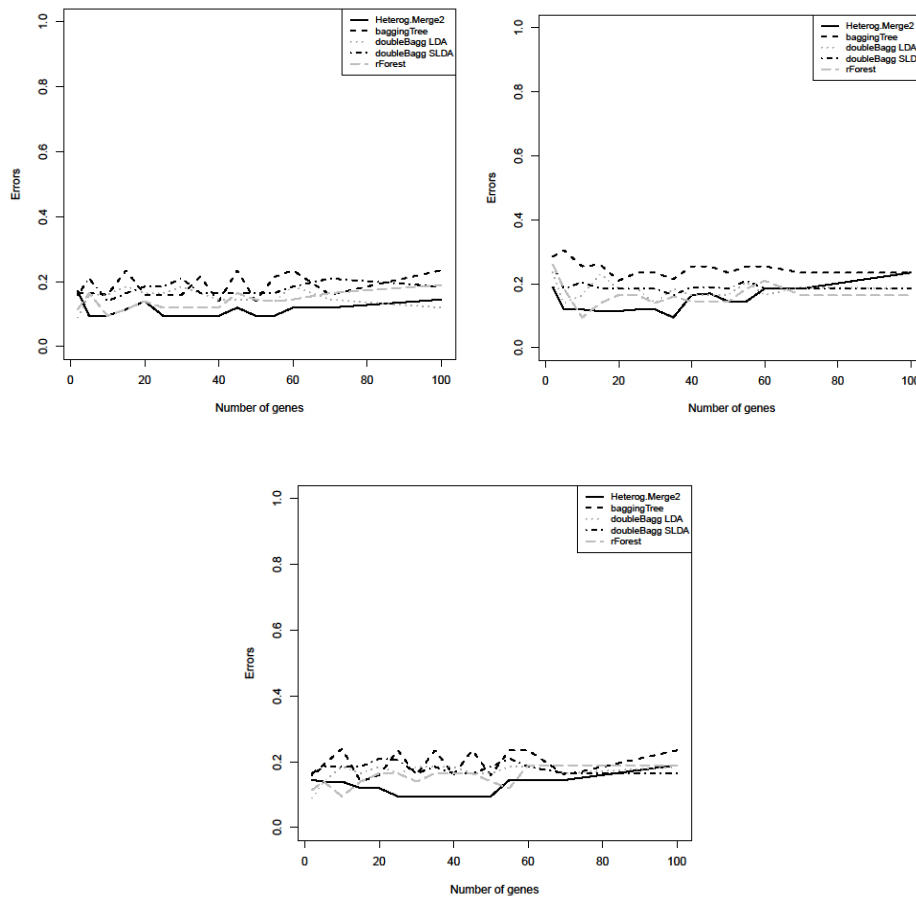 Heterog.Merge2
baggingTree
doubleBagg LDA
doubleBagg SLDA
rForest
1.0
0.8
0.6
0.4
0.2
0.0
Errors
0 20 40 60 80 100
Number of genes
Heterog.Merge2
baggingTree
doubleBagg LDA
doubleBagg SLDA
rForest
1.0
0.8
0.6
0.4
0.2
0.0
Errors
0 20 40 60 80 100
Number of genes
Heterog.Merge2
baggingTree
doubleBagg LDA
doubleBagg SLDA
rForest
1.0
0.8
0.6
0.4
0.2
0.0
Errors
0 20 40 60 80 100
Number of genes